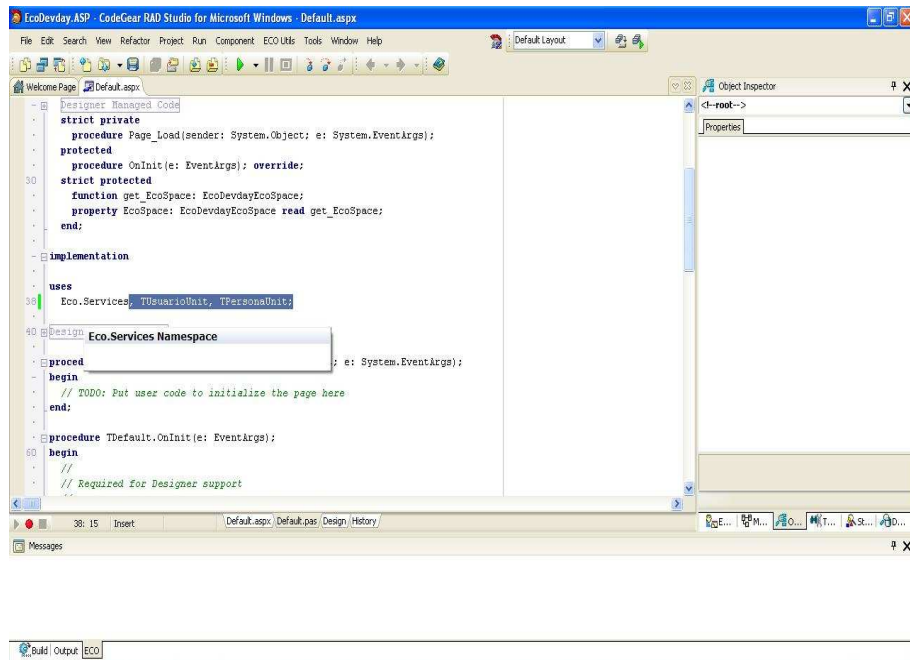 EcoDevday.ASP - CodeGear RAD Studio for Microsoft Windows - Default.aspx
File Edit Search View Refactor Project Run Component ECO Utils Tools Window Help
Default Layout
Welcome Page Default.aspx
Object Inspector
<!--root-->
Properties
Designer Managed Code
strict private
procedure Page_Load(sender: System.Object; e: System.EventArgs);
protected
procedure OnInit(e: EventArgs); override;
30 strict protected
function get_EcoSpace: EcoDevdayEcoSpace;
property EcoSpace: EcoDevdayEcoSpace read get_EcoSpace;
end;
implementation
uses
38 Eco.Services, TUsuarioUnit, TPersonaUnit;
40 Design
Eco.Services Namespace
proced ; e: System.EventArgs);
begin
// TODO: Put user code to initialize the page here
end;
procedure TDefault.OnInit(e: EventArgs);
60 begin
//
// Required for Designer support
//
38: 15 Insert
Default.aspx Default.pas Design History
E... M... O... T... St... D...
Messages
Build Output ECO